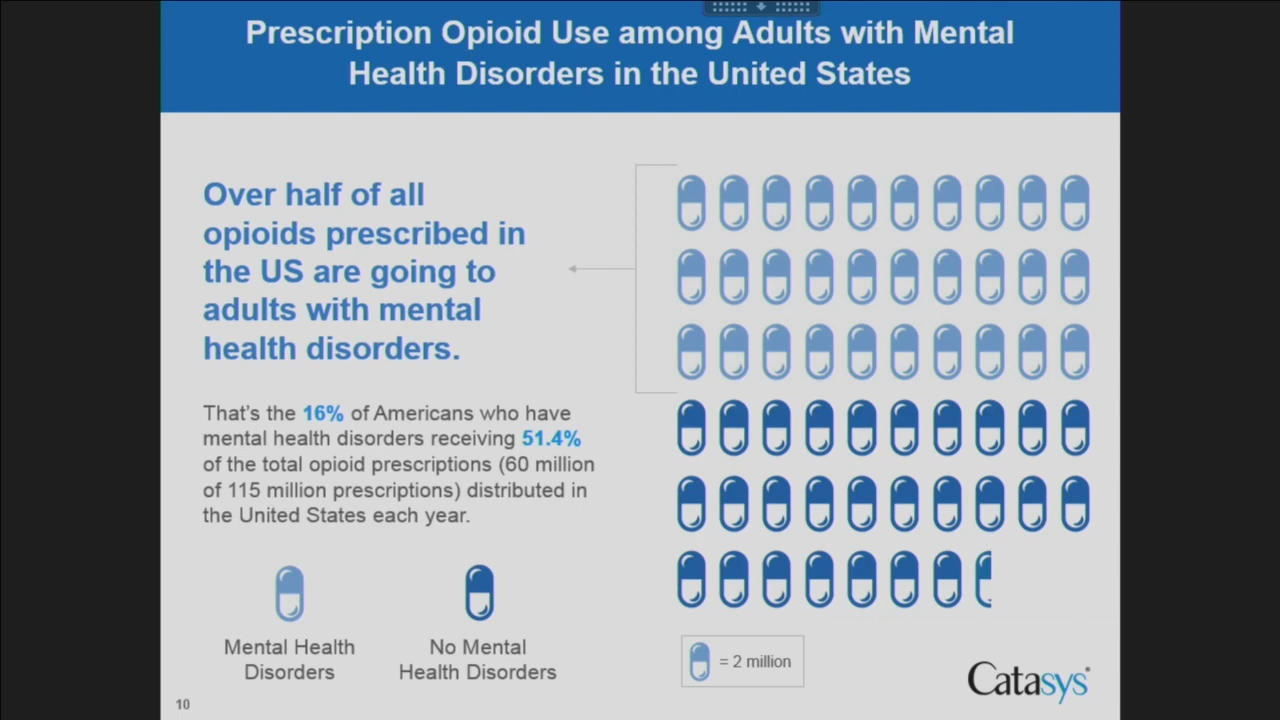 Prescription Opioid Use among Adults with Mental
Health Disorders in the United States
Over half of all
opioids prescribed in
the US are going to
adults with mental
health disorders.
That's the 16% of Americans who have
mental health disorders receiving 51.4%
of the total opioid prescriptions (60 million
of 115 million prescriptions) distributed in
the United States each year.
Mental Health
Disorders
No Mental
Health Disorders
= 2 million
Catasys
10